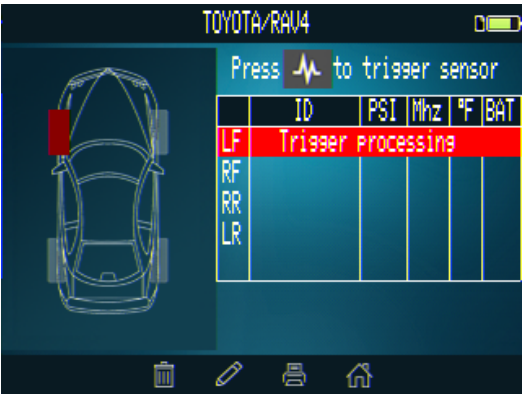 TOYOTA/RAV4
Press to trigger sensor
ID PSI Mhz °F BAT
LF Trigger processing
RF
RR
LR